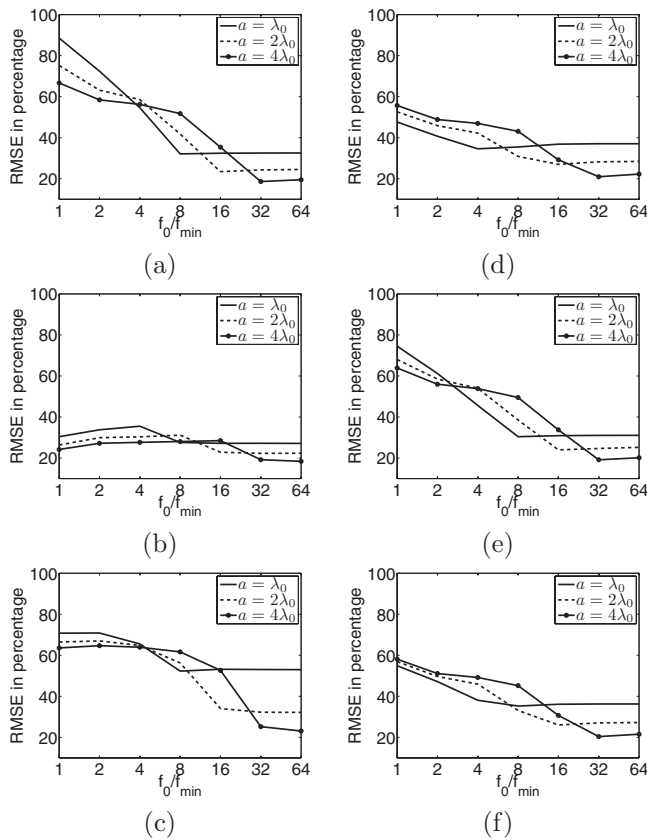 100
80
60
40
20
RMSE in percentage
a = λ₀
a = 2λ₀
a = 4λ₀
1 2 4 8 16 32 64
f₀/fₘᵢₙ
(a)
100
80
60
40
20
RMSE in percentage
a = λ₀
a = 2λ₀
a = 4λ₀
1 2 4 8 16 32 64
f₀/fₘᵢₙ
(d)
100
80
60
40
20
RMSE in percentage
a = λ₀
a = 2λ₀
a = 4λ₀
1 2 4 8 16 32 64
f₀/fₘᵢₙ
(b)
100
80
60
40
20
RMSE in percentage
a = λ₀
a = 2λ₀
a = 4λ₀
1 2 4 8 16 32 64
f₀/fₘᵢₙ
(e)
100
80
60
40
20
RMSE in percentage
a = λ₀
a = 2λ₀
a = 4λ₀
1 2 4 8 16 32 64
f₀/fₘᵢₙ
(c)
100
80
60
40
20
RMSE in percentage
a = λ₀
a = 2λ₀
a = 4λ₀
1 2 4 8 16 32 64
f₀/fₘᵢₙ
(f)